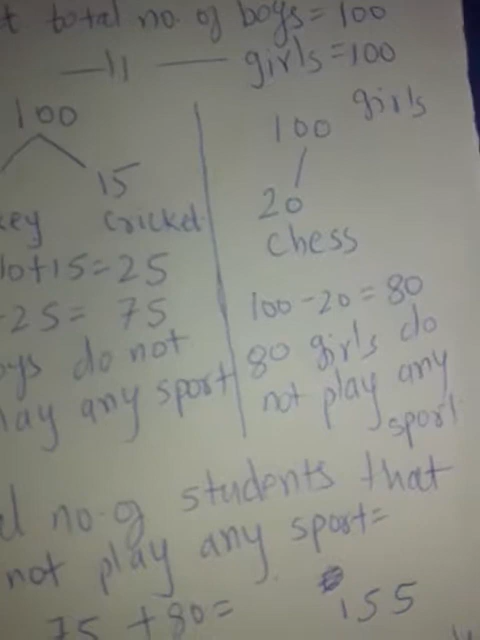 t total no. of boys = 100
—11— girls = 100
100
15
key cricket
10+15=25
-25= 75
oys do not
lay any sport
girls
100
20
chess
100-20=80
80 girls do
not play any
sport
l no. of students that
not play any sport=
75 +80= 155